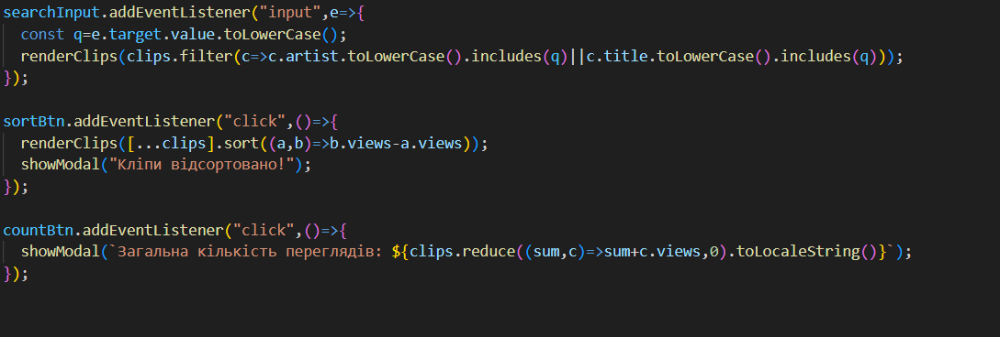 searchInput.addEventListener("input",e=>{
  const q=e.target.value.toLowerCase();
  renderClips(clips.filter(c=>c.artist.toLowerCase().includes(q)||c.title.toLowerCase().includes(q)));
});

sortBtn.addEventListener("click",()=>{
  renderClips([...clips].sort((a,b)=>b.views-a.views));
  showModal("Кліпи відсортовано!");
});

countBtn.addEventListener("click",()=>{
  showModal(`Загальна кількість переглядів: ${clips.reduce((sum,c)=>sum+c.views,0).toLocaleString()}`);
});